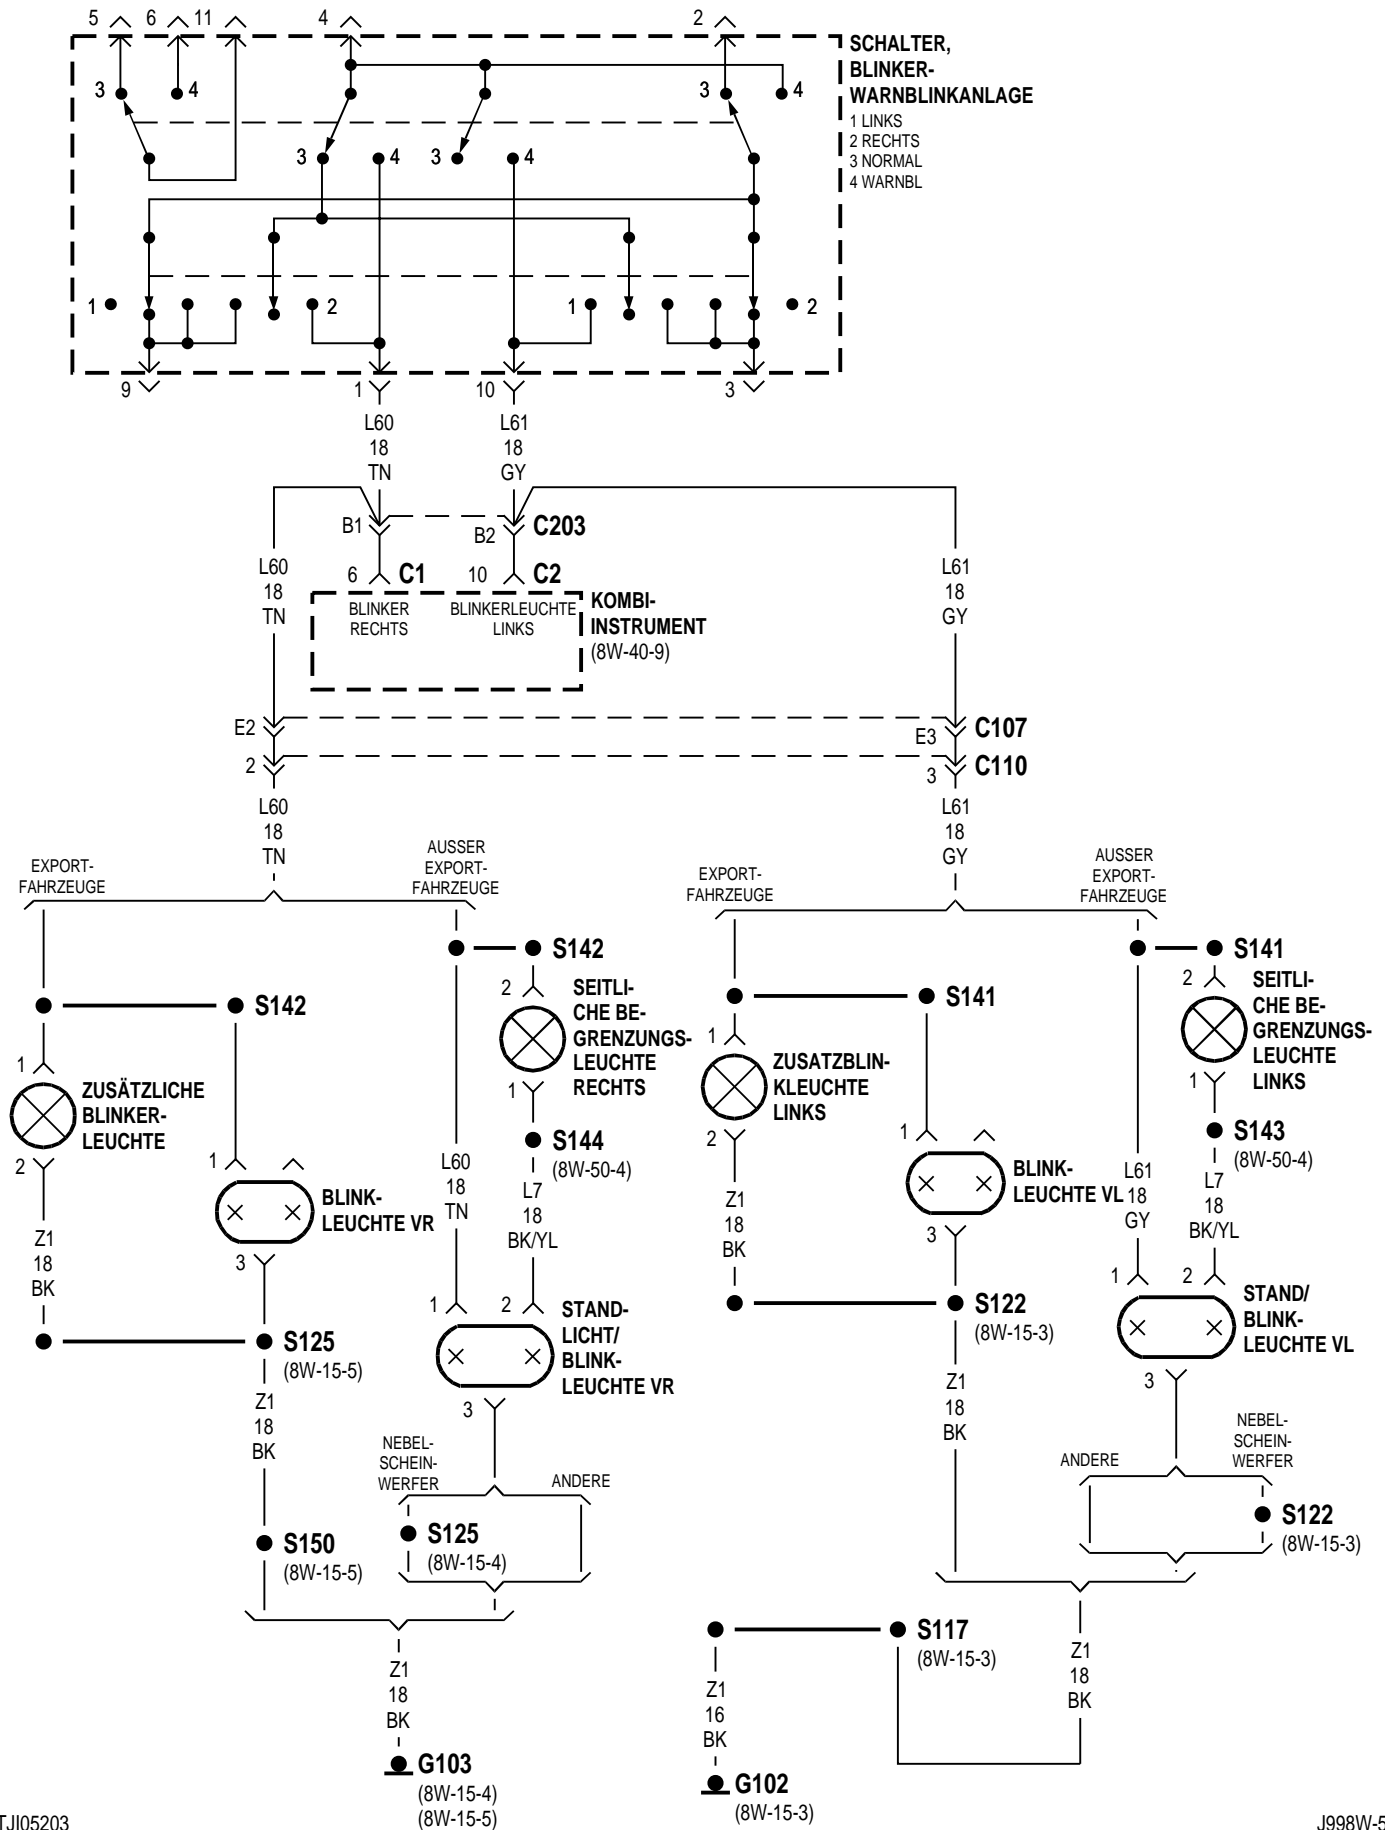 5 6 11 4 2
SCHALTER,
BLINKER-
WARNBLINKANLAGE
1 LINKS
2 RECHTS
3 NORMAL
4 WARNBL
3 4 3 4
3 4 3 4
1 2 1 2
9 1 10 3
L60
18
TN
L61
18
GY
B1 B2 C203
6 C1 10 C2
BLINKER
RECHTS
BLINKERLEUCHTE
LINKS
KOMBI-
INSTRUMENT
(8W-40-9)
L60
18
TN
L61
18
GY
E2 E3 C107
2 3 C110
L60
18
TN
L61
18
GY
EXPORT-
FAHRZEUGE
AUSSER
EXPORT-
FAHRZEUGE
EXPORT-
FAHRZEUGE
AUSSER
EXPORT-
FAHRZEUGE
S142
S142
2
SEITLI-
CHE BE-
GRENZUNGS-
LEUCHTE
RECHTS
1
S144
(8W-50-4)
1
ZUSÄTZLICHE
BLINKER-
LEUCHTE
2
Z1
18
BK
1
BLINK-
LEUCHTE VR
3
L60
18
TN
L7
18
BK/YL
1 2
STAND-
LICHT/
BLINK-
LEUCHTE VR
3
S125
(8W-15-5)
Z1
18
BK
NEBEL-
SCHEIN-
WERFER
ANDERE
S125
(8W-15-4)
S150
(8W-15-5)
Z1
18
BK
G103
(8W-15-4)
(8W-15-5)
S141
S141
2
SEITLI-
CHE BE-
GRENZUNGS-
LEUCHTE
LINKS
1
S143
(8W-50-4)
1
ZUSATZBLIN-
KLEUCHTE
LINKS
2
Z1
18
BK
1
BLINK-
LEUCHTE VL
3
L61
18
GY
L7
18
BK/YL
1 2
STAND/
BLINK-
LEUCHTE VL
3
S122
(8W-15-3)
Z1
18
BK
ANDERE
NEBEL-
SCHEIN-
WERFER
S122
(8W-15-3)
S117
(8W-15-3)
Z1
18
BK
Z1
16
BK
G102
(8W-15-3)
TJI05203
J998W-5